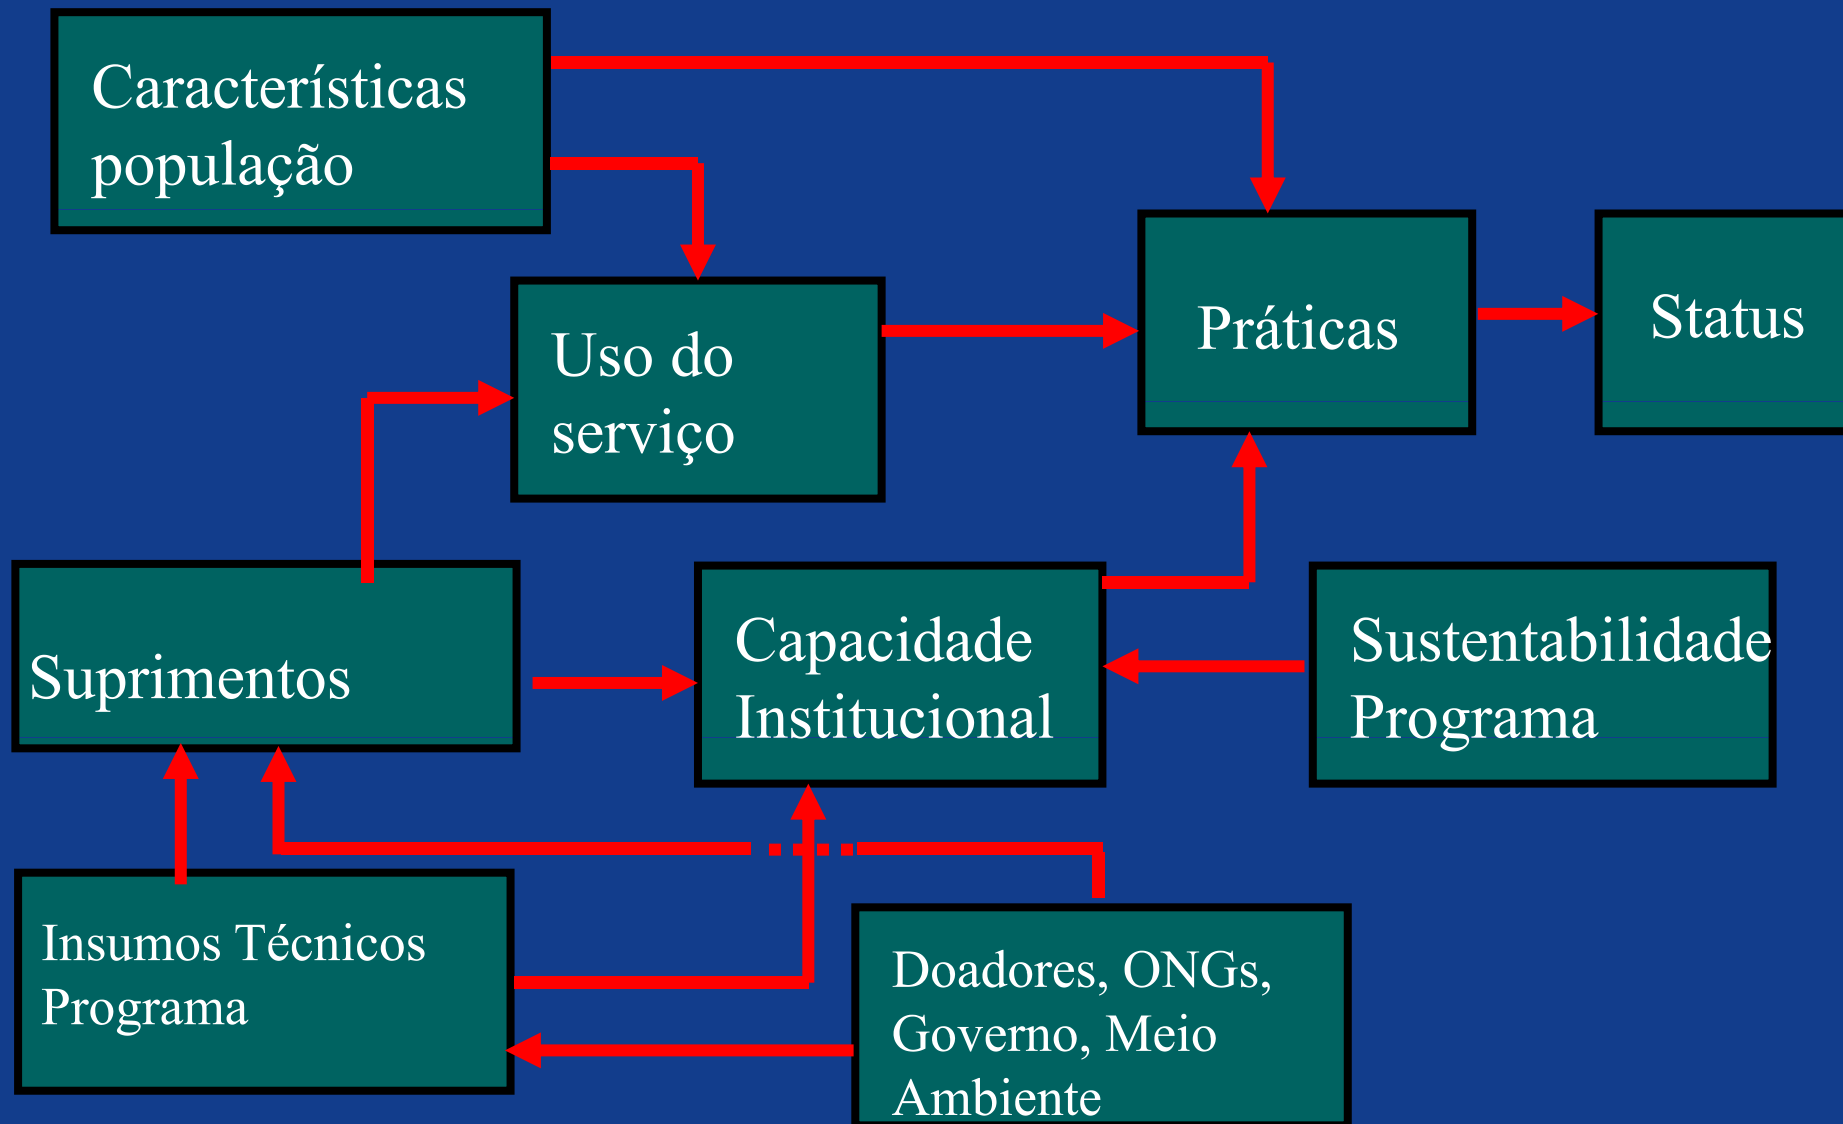 Características
população
Uso do
serviço
Práticas
Status
Suprimentos
Capacidade
Institucional
Sustentabilidade
Programa
Insumos Técnicos
Programa
Doadores, ONGs,
Governo, Meio
Ambiente